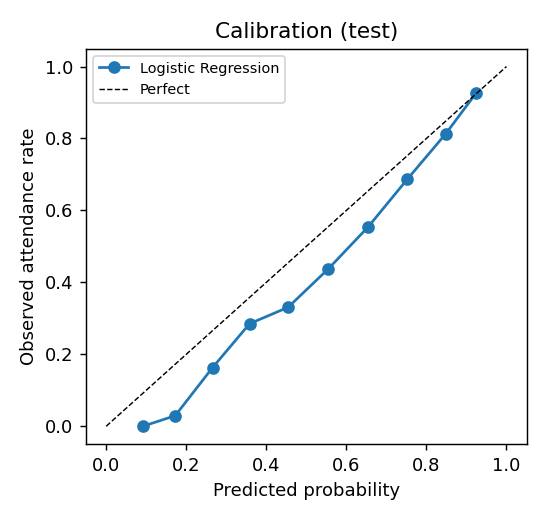 Calibration (test)
Logistic Regression
Perfect
Observed attendance rate
1.0
0.8
0.6
0.4
0.2
0.0
0.0 0.2 0.4 0.6 0.8 1.0
Predicted probability